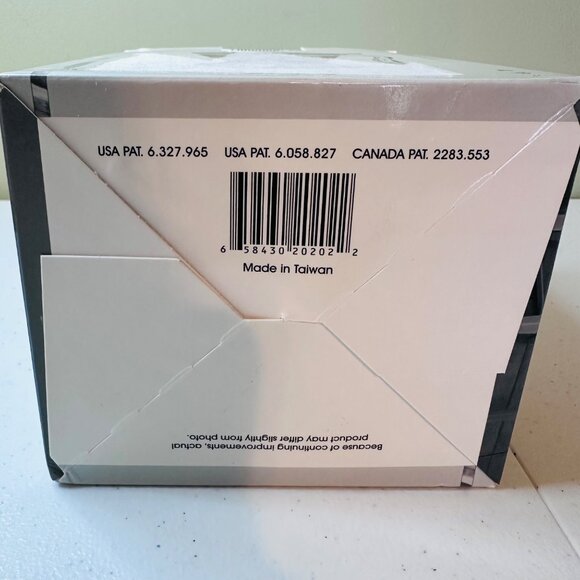 USA PAT. 6.327.965 USA PAT. 6.058.827 CANADA PAT. 2283.553
6 58430 20202 2
Made in Taiwan
Because of continuing improvements, actual
product may differ slightly from photo.